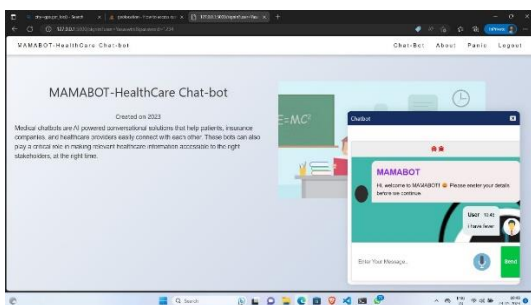 MAMABOT-HealthCare Chat-bot
Chat-Bot About Panic Logout
MAMABOT-HealthCare Chat-bot
Created on 2023
Medical chatbots are AI powered conversational solutions that help patients, insurance
companies, and healthcare providers easily connect with each other. These bots can also
play a critical role in making relevant healthcare information accessible to the right
stakeholders, at the right time.
E=MC²
Chatbot
MAMABOT
Hi, welcome to MAMABOT!
Please enter your details
before we continue.
User
I have fever
Enter Your Message..
Send
Search